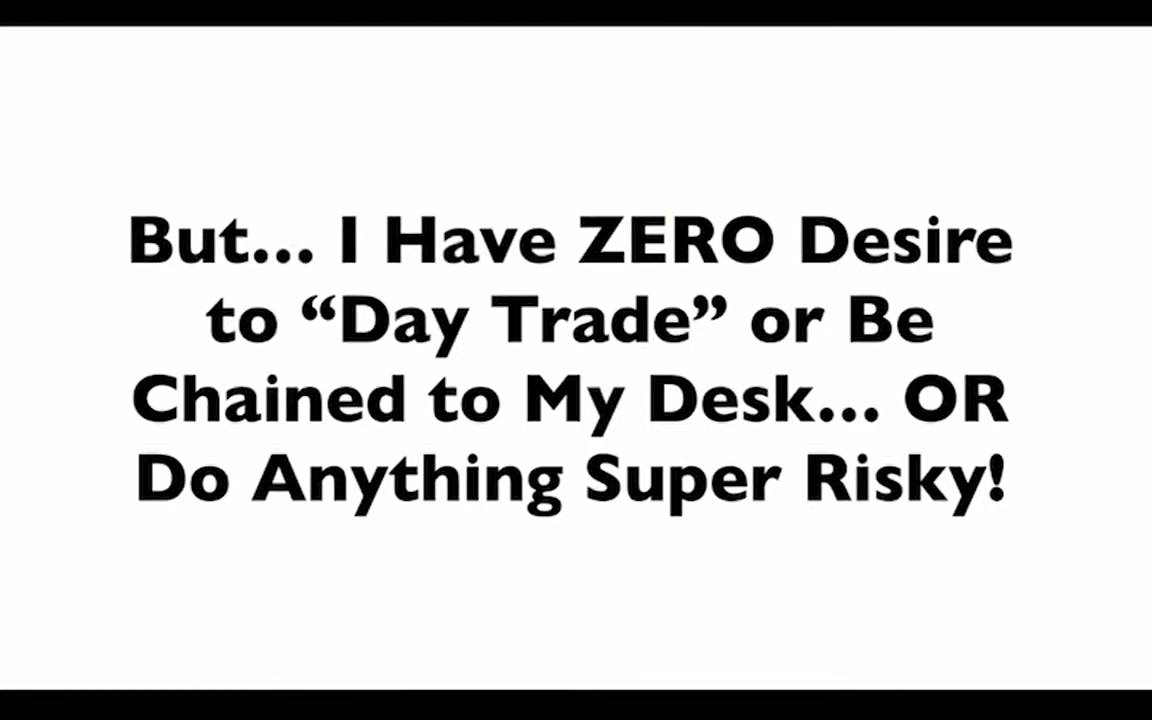 But... I Have ZERO Desire
to “Day Trade” or Be
Chained to My Desk... OR
Do Anything Super Risky!